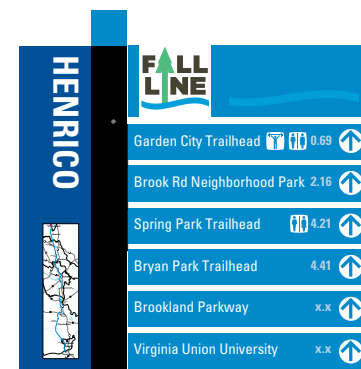 HENRICO
FALL
LINE
Garden City Trailhead 0.69
Brook Rd Neighborhood Park 2.16
Spring Park Trailhead 4.21
Bryan Park Trailhead 4.41
Brookland Parkway x.x
Virginia Union University x.x